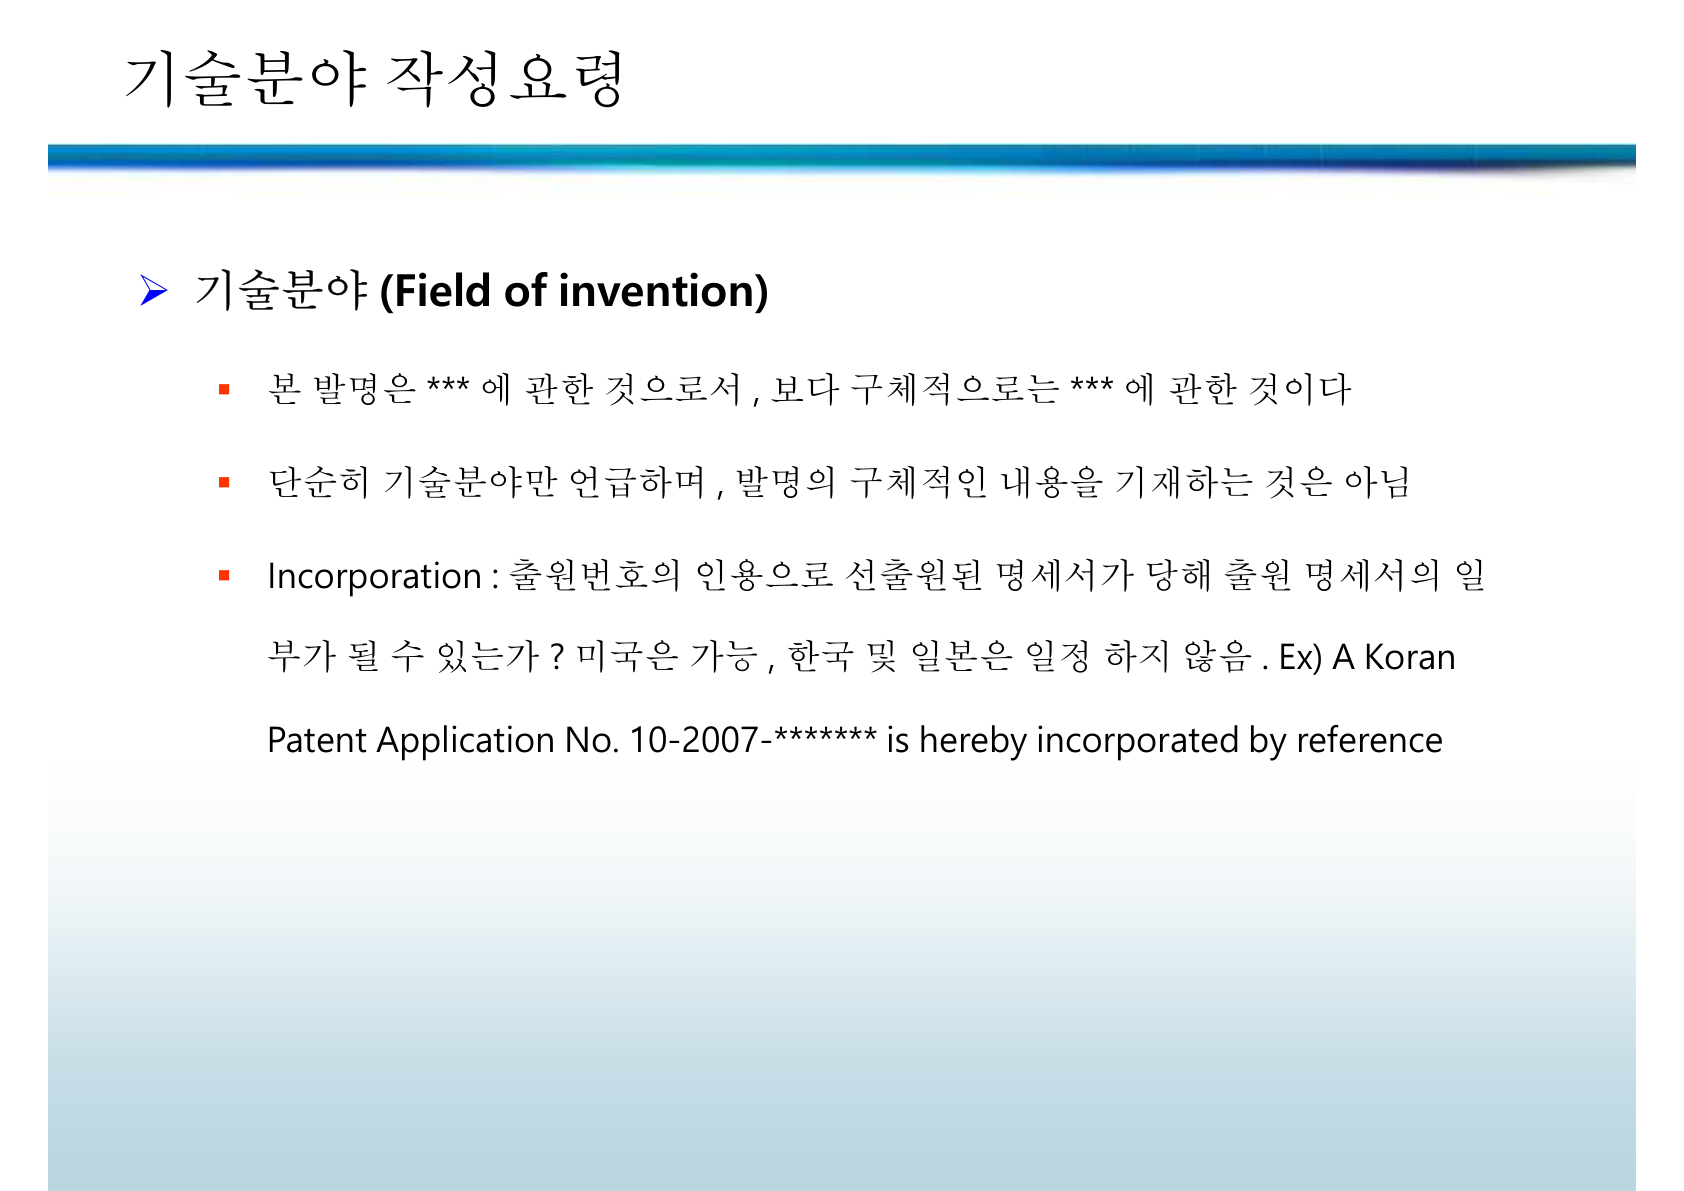 기술분야 작성요령
기술분야 (Field of invention)
본 발명은 *** 에 관한 것으로서 , 보다 구체적으로는 *** 에 관한 것이다
단순히 기술분야만 언급하며 , 발명의 구체적인 내용을 기재하는 것은 아님
Incorporation : 출원번호의 인용으로 선출원된 명세서가 당해 출원 명세서의 일
부가 될 수 있는가 ? 미국은 가능 , 한국 및 일본은 일정 하지 않음 . Ex) A Koran
Patent Application No. 10-2007-******* is hereby incorporated by reference